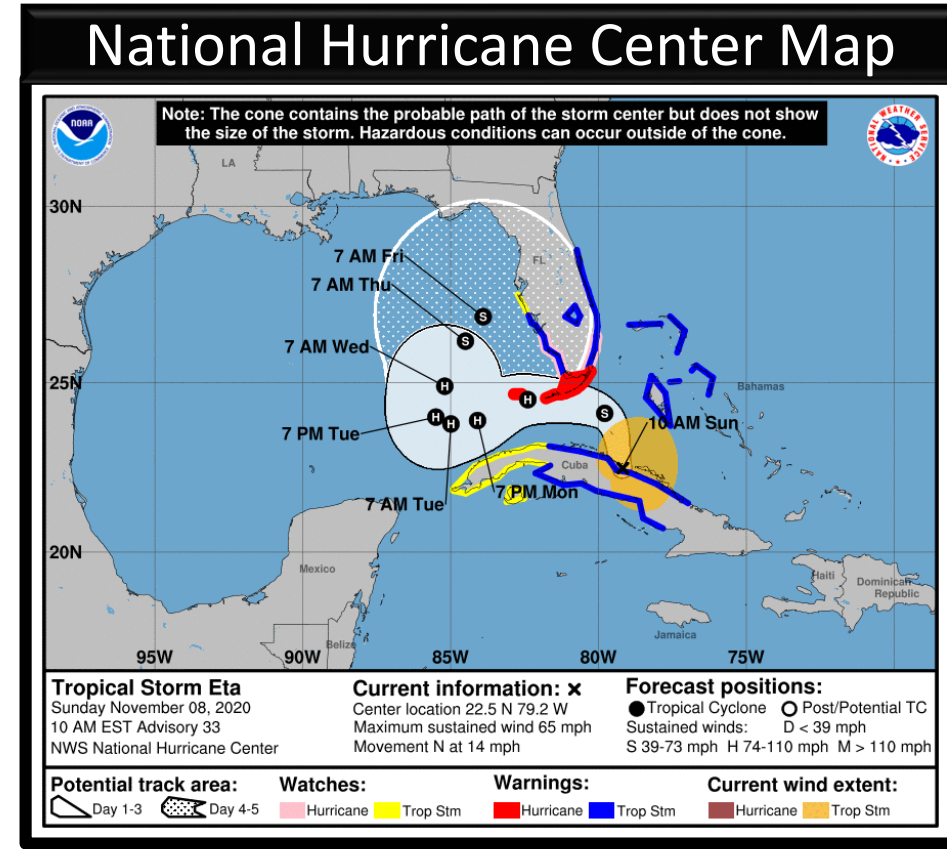 National Hurricane Center Map
Note: The cone contains the probable path of the storm center but does not show
the size of the storm. Hazardous conditions can occur outside of the cone.
NOAA
NATIONAL WEATHER SERVICE
LA
30N
FL
7 AM Fri
7 AM Thu
S
7 AM Wed
S
25N
H
Bahamas
H
S
H
H
H
10 AM Sun
7 PM Tue
Cuba
7 AM Tue
7 PM Mon
20N
Mexico
Haiti
Dominican
Republic
Jamaica
Belize
95W 90W 85W 80W 75W
Tropical Storm Eta
Sunday November 08, 2020
10 AM EST Advisory 33
NWS National Hurricane Center
Current information: x
Center location 22.5 N 79.2 W
Maximum sustained wind 65 mph
Movement N at 14 mph
Forecast positions:
Tropical Cyclone Post/Potential TC
Sustained winds: D < 39 mph
S 39-73 mph H 74-110 mph M > 110 mph
Potential track area:
Day 1-3 Day 4-5
Watches:
Hurricane Trop Stm
Warnings:
Hurricane Trop Stm
Current wind extent:
Hurricane Trop Stm